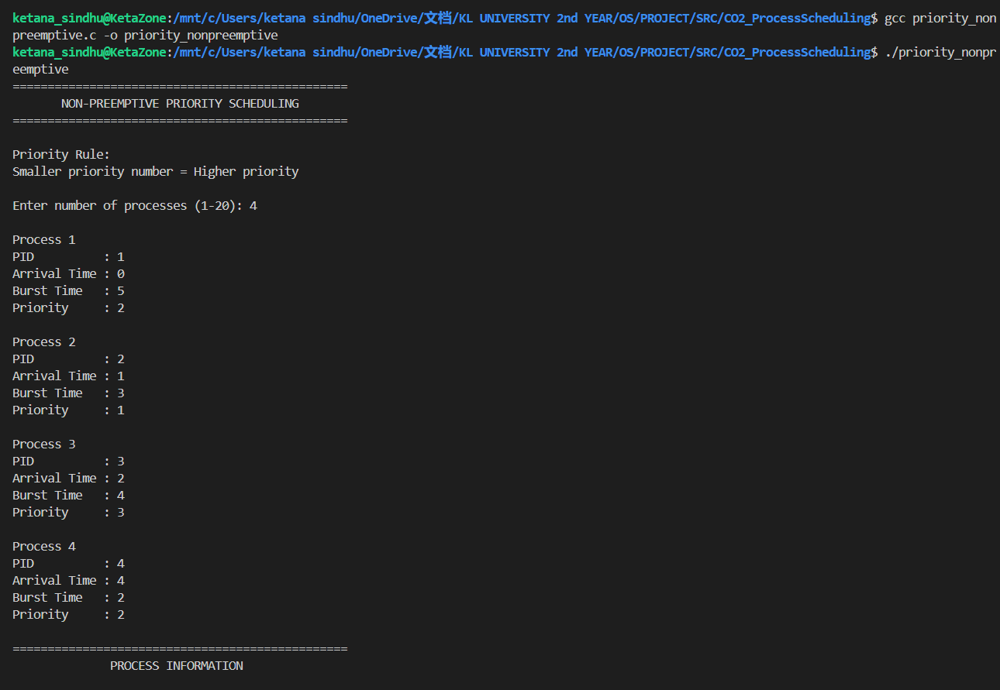 ketana_sindhu@KetaZone:/mnt/c/Users/ketana sindhu/OneDrive/文档/KL UNIVERSITY 2nd YEAR/OS/PROJECT/SRC/CO2_ProcessScheduling$ gcc priority_non
preemptive.c -o priority_nonpreemptive
ketana_sindhu@KetaZone:/mnt/c/Users/ketana sindhu/OneDrive/文档/KL UNIVERSITY 2nd YEAR/OS/PROJECT/SRC/CO2_ProcessScheduling$ ./priority_nonpr
eemptive
================================================
       NON-PREEMPTIVE PRIORITY SCHEDULING
================================================

Priority Rule:
Smaller priority number = Higher priority

Enter number of processes (1-20): 4

Process 1
PID          : 1
Arrival Time : 0
Burst Time   : 5
Priority     : 2

Process 2
PID          : 2
Arrival Time : 1
Burst Time   : 3
Priority     : 1

Process 3
PID          : 3
Arrival Time : 2
Burst Time   : 4
Priority     : 3

Process 4
PID          : 4
Arrival Time : 4
Burst Time   : 2
Priority     : 2

================================================
              PROCESS INFORMATION